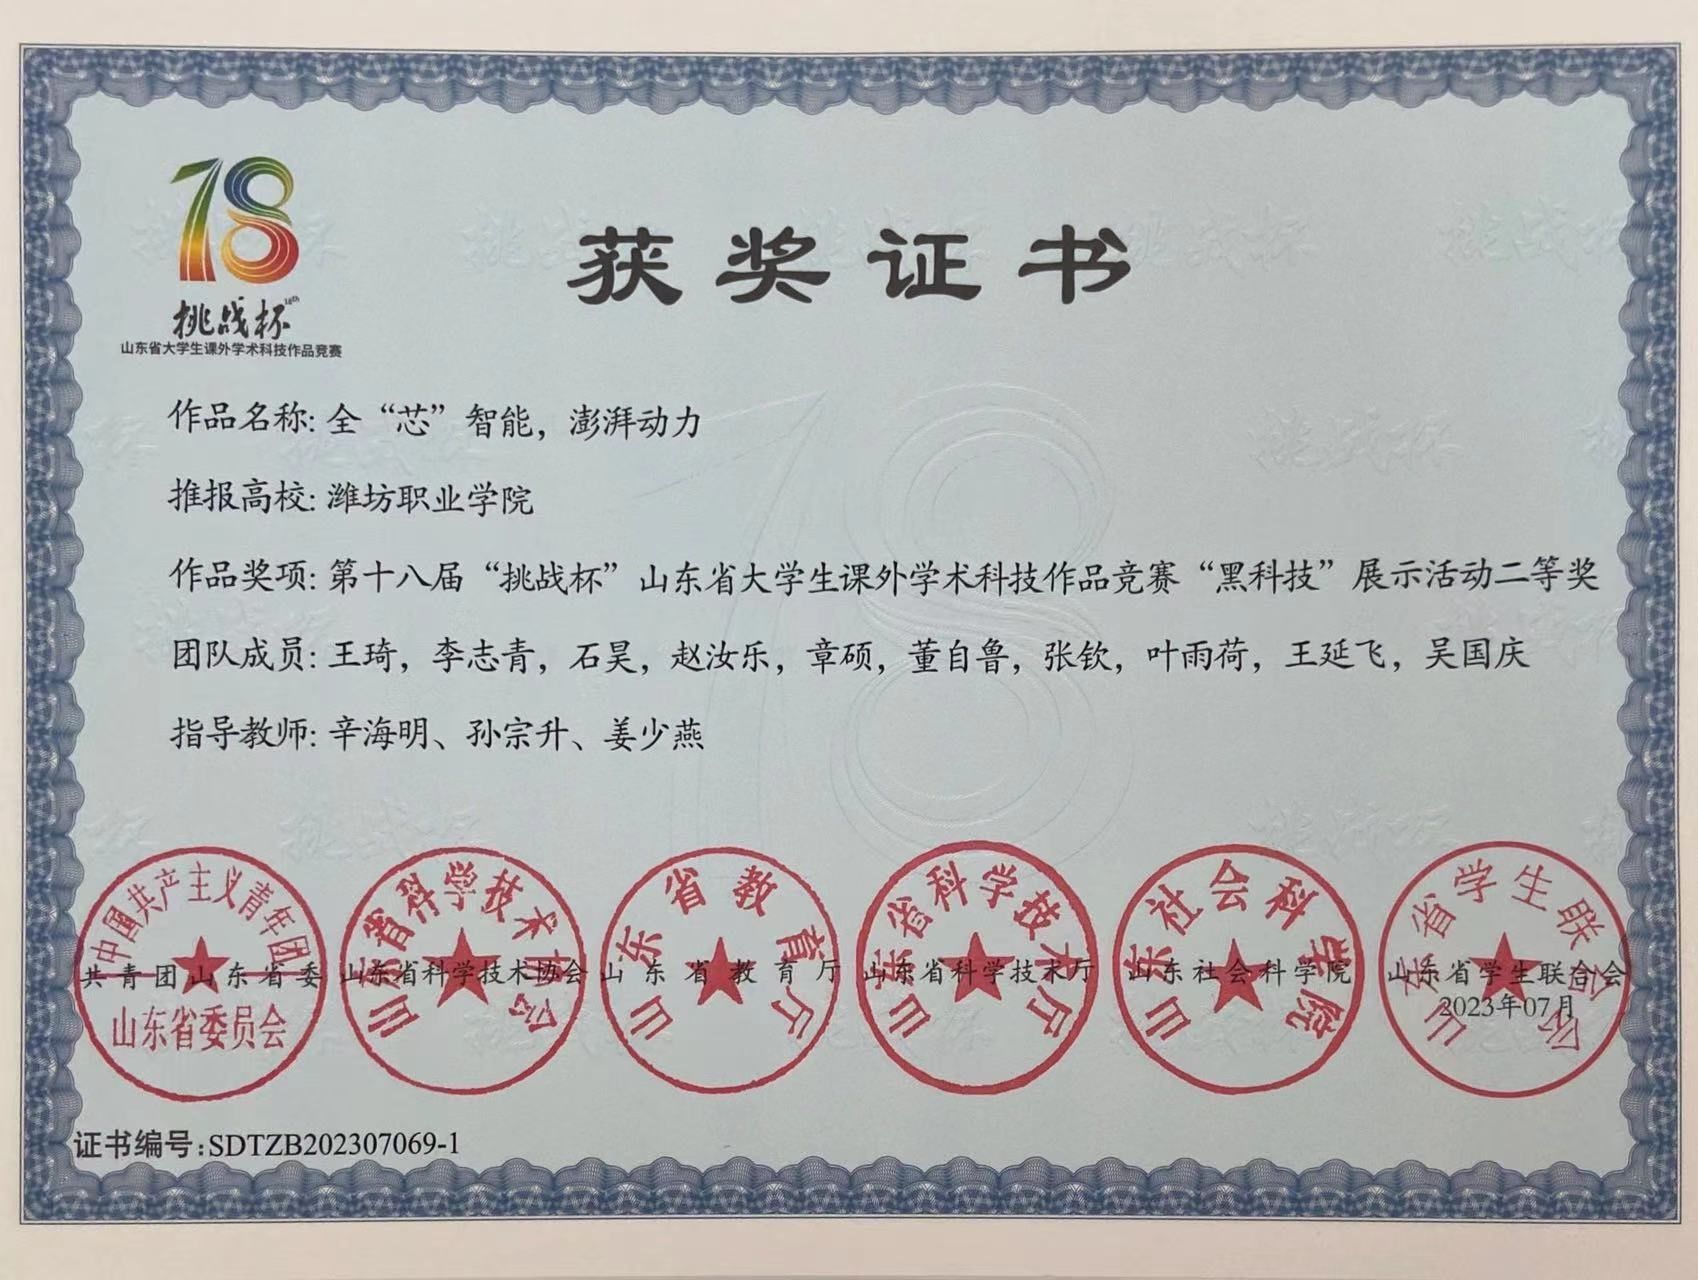 18
挑战杯
18th
山东省大学生课外学术科技作品竞赛
获奖证书
作品名称: 全“芯”智能，澎湃动力
推报高校: 潍坊职业学院
作品奖项: 第十八届“挑战杯”山东省大学生课外学术科技作品竞赛“黑科技”展示活动二等奖
团队成员: 王琦，李志青，石昊，赵汝乐，章硕，董自鲁，张钦，叶雨荷，王延飞，吴国庆
指导教师: 辛海明、孙宗升、姜少燕
中国共产主义青年团
山东省委员会
山东省科学技术协会
山东省教育厅
山东省科学技术厅
山东社会科学院
山东省学生联合会
共青团山东省委 山东省科学技术协会 山东省教育厅 山东省科学技术厅 山东社会科学院 山东省学生联合会
2023年07月
证书编号:SDTZB202307069-1